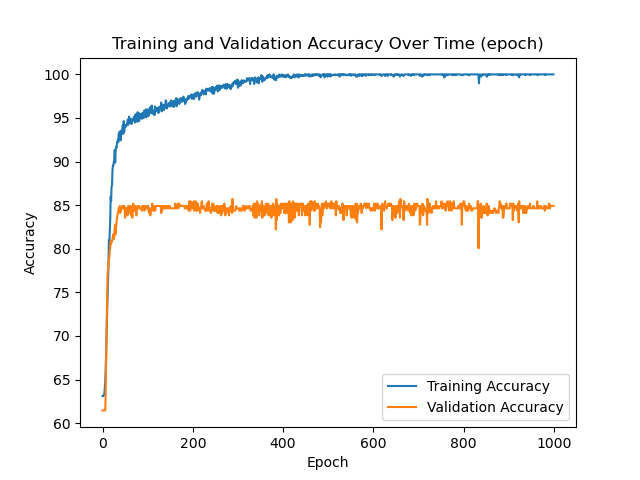 Training and Validation Accuracy Over Time (epoch)
100
95
90
85
80
75
70
65
60
Accuracy
Training Accuracy
Validation Accuracy
0 200 400 600 800 1000
Epoch